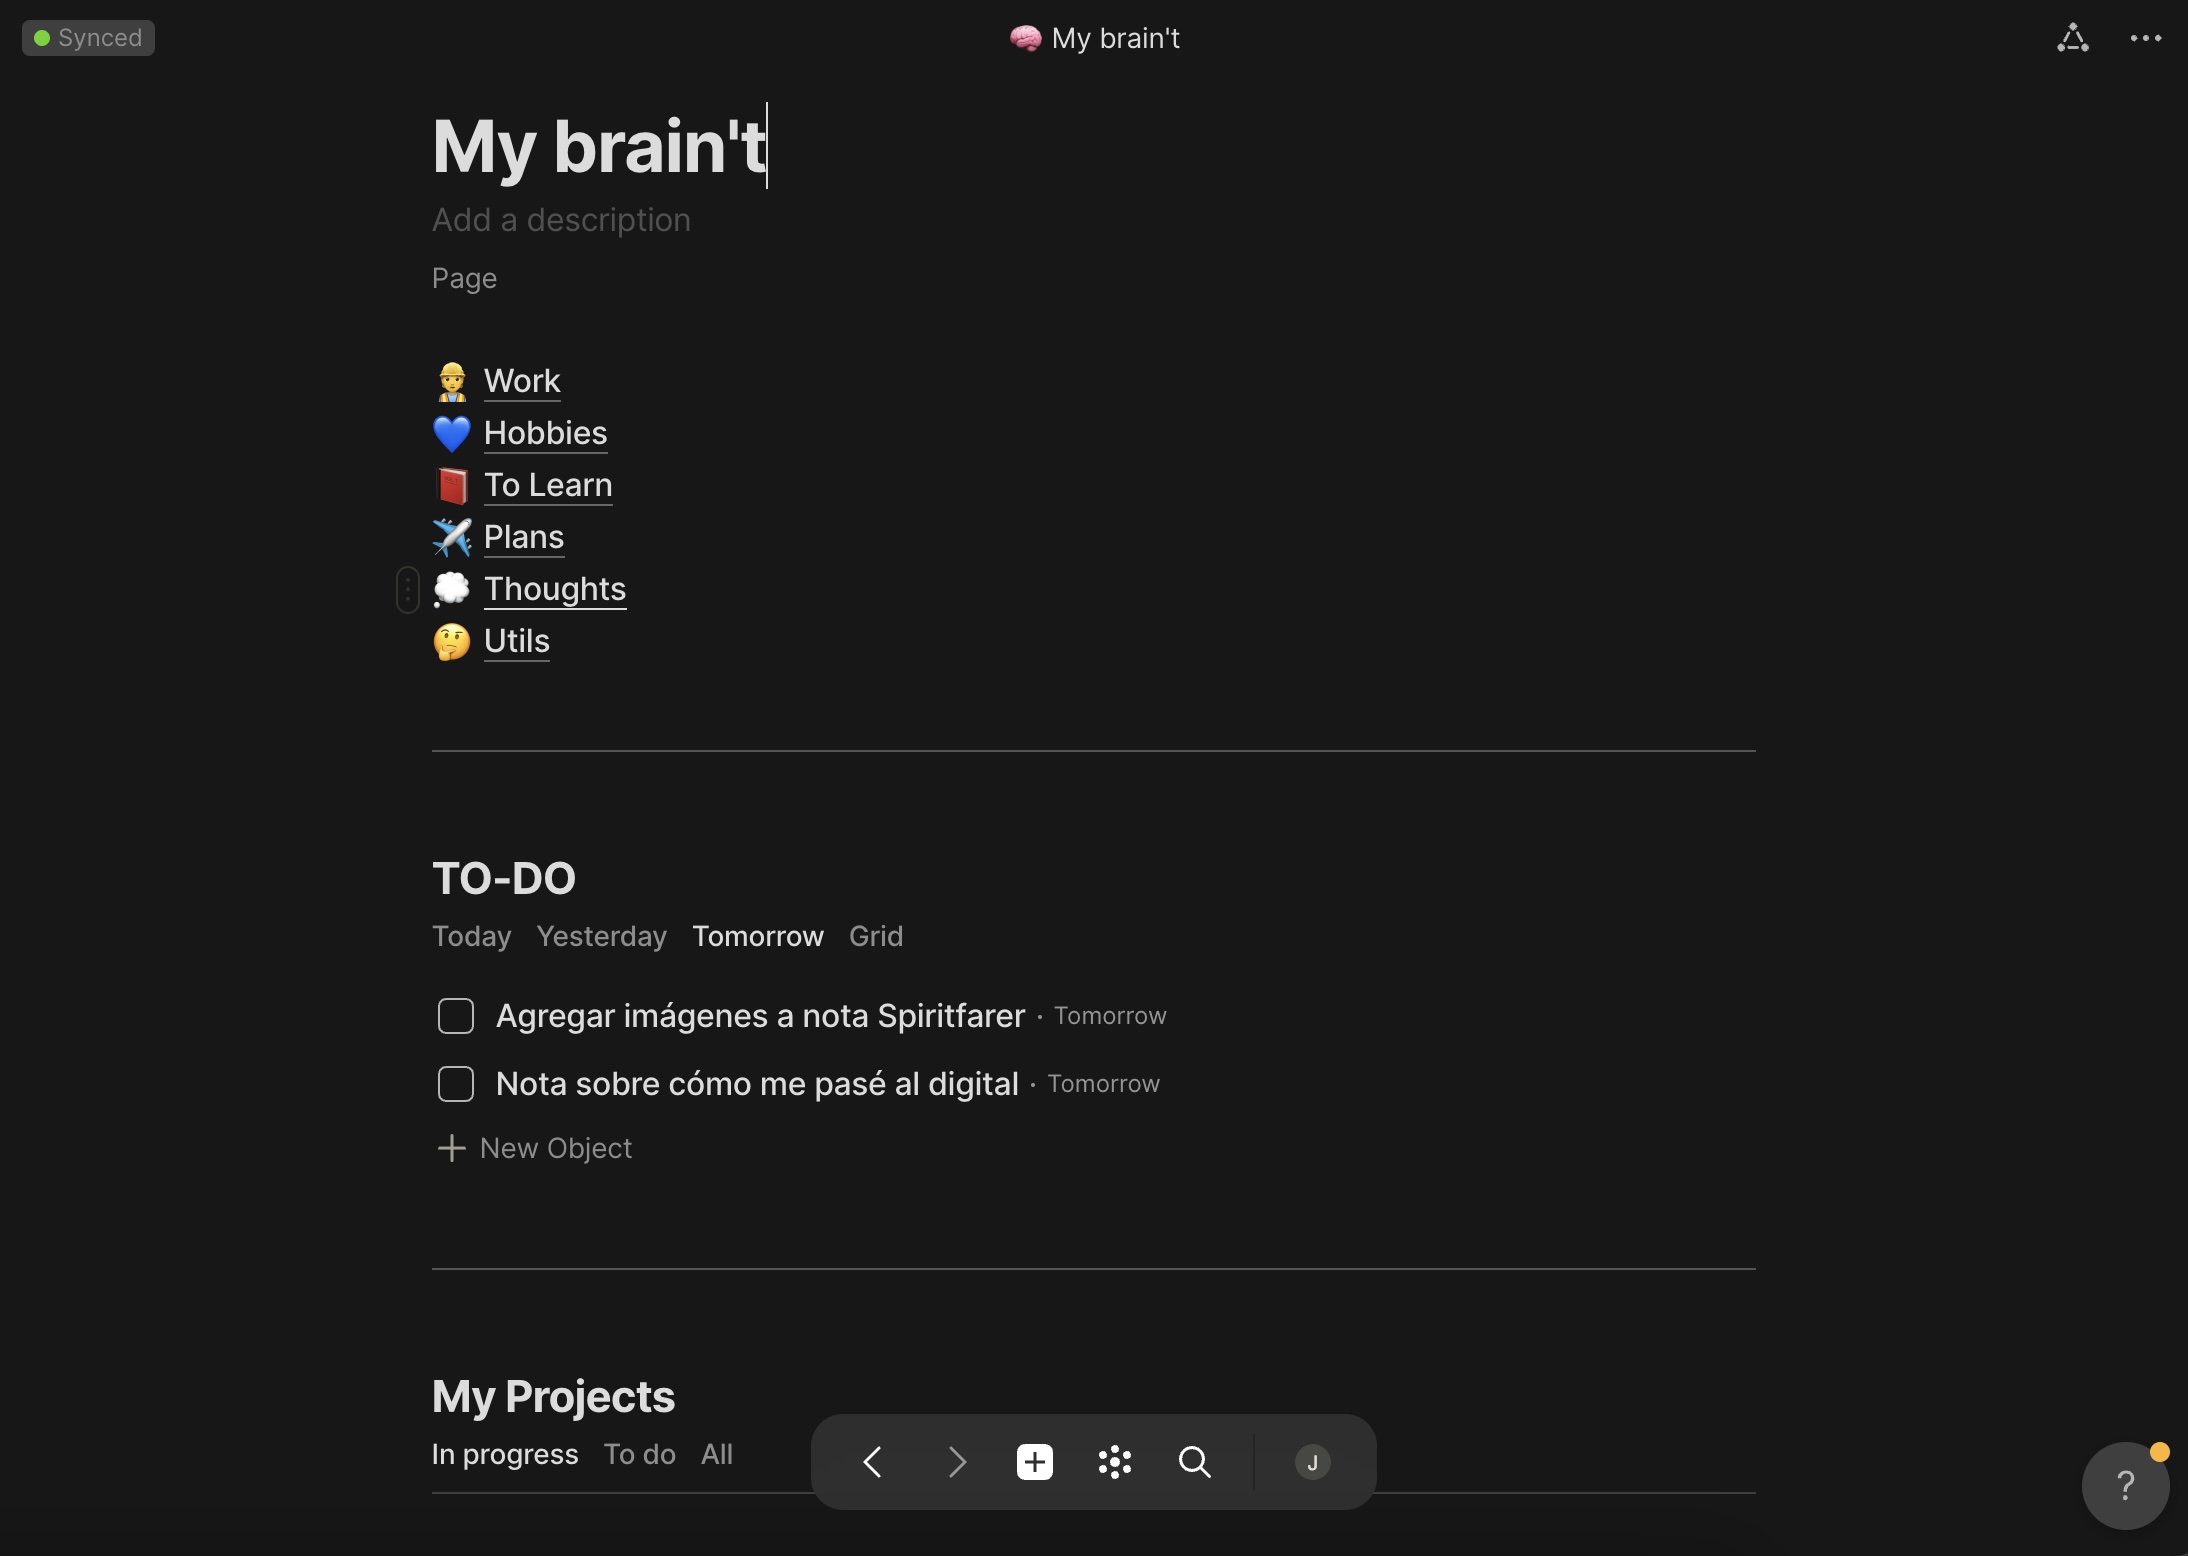 Synced
My brain't
My brain't
Add a description
Page
Work
Hobbies
To Learn
Plans
Thoughts
Utils
TO-DO
Today Yesterday Tomorrow Grid
Agregar imágenes a nota Spiritfarer · Tomorrow
Nota sobre cómo me pasé al digital · Tomorrow
New Object
My Projects
In progress To do All
J
?